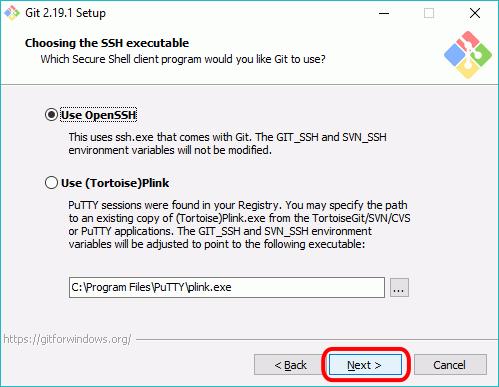 Git 2.19.1 Setup
Choosing the SSH executable
Which Secure Shell client program would you like Git to use?
Use OpenSSH
This uses ssh.exe that comes with Git. The GIT_SSH and SVN_SSH
environment variables will not be modified.
Use (Tortoise)Plink
PuTTY sessions were found in your Registry. You may specify the path
to an existing copy of (Tortoise)Plink.exe from the TortoiseGit/SVN/CVS
or PuTTY applications. The GIT_SSH and SVN_SSH environment
variables will be adjusted to point to the following executable:
C:\Program Files\PuTTY\plink.exe
...
https://gitforwindows.org/
< Back
Next >
Cancel